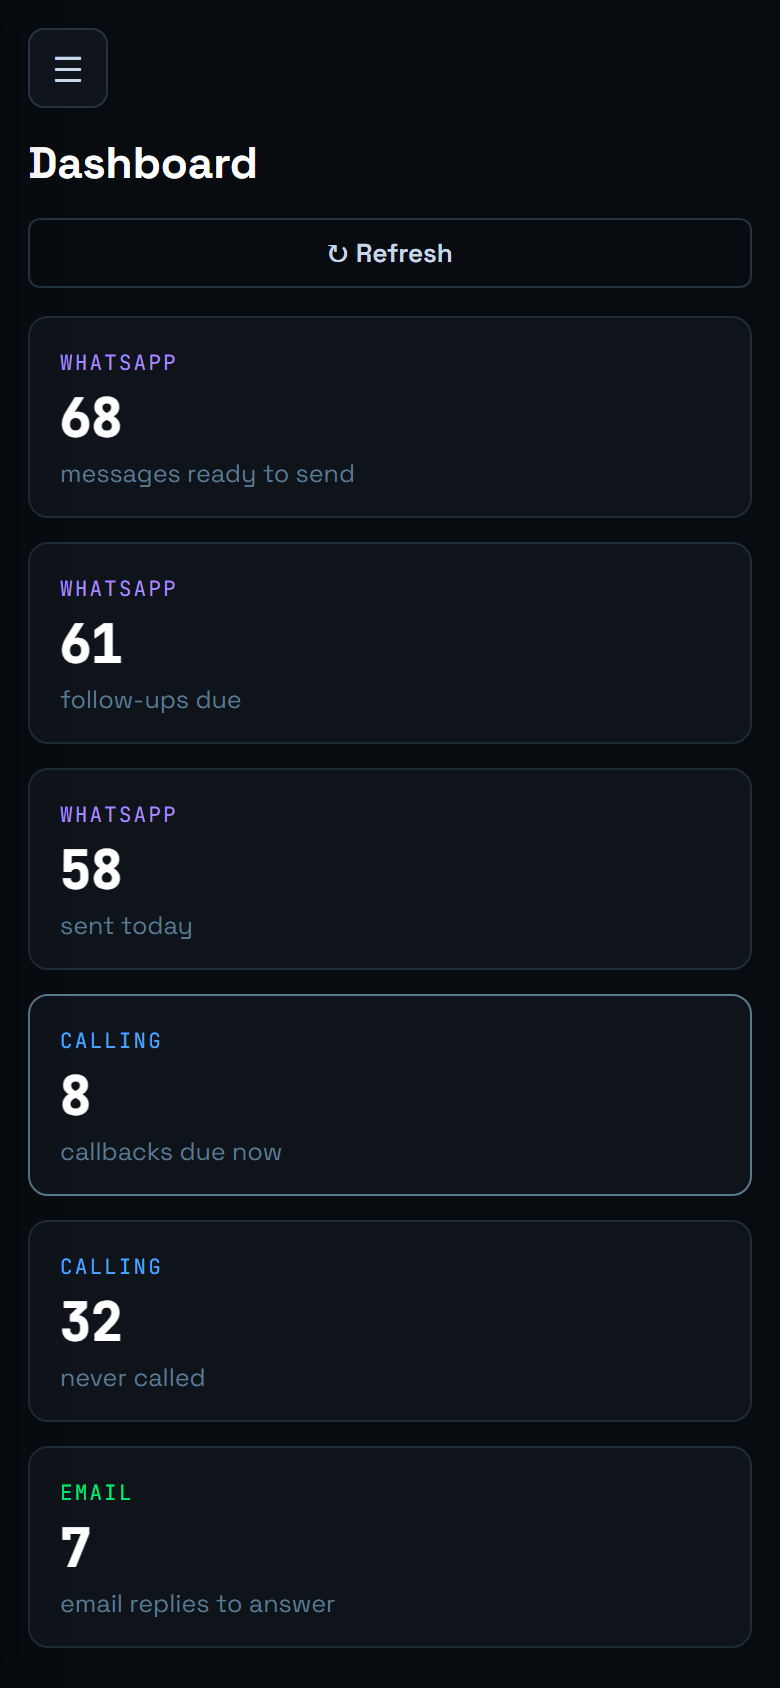 ☰
Dashboard
↻ Refresh
WHATSAPP
68
messages ready to send
WHATSAPP
61
follow-ups due
WHATSAPP
58
sent today
CALLING
8
callbacks due now
CALLING
32
never called
EMAIL
7
email replies to answer